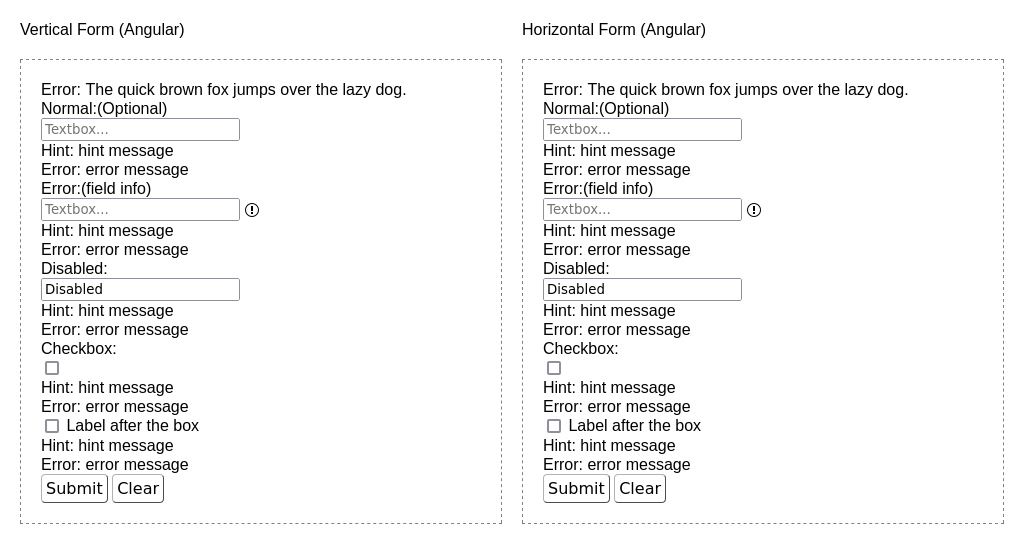 Vertical Form (Angular)
Error: The quick brown fox jumps over the lazy dog.
Normal:(Optional)
Textbox...
Hint: hint message
Error: error message
Error:(field info)
Textbox...
Hint: hint message
Error: error message
Disabled:
Disabled
Hint: hint message
Error: error message
Checkbox:
Hint: hint message
Error: error message
Label after the box
Hint: hint message
Error: error message
Submit Clear
Horizontal Form (Angular)
Error: The quick brown fox jumps over the lazy dog.
Normal:(Optional)
Textbox...
Hint: hint message
Error: error message
Error:(field info)
Textbox...
Hint: hint message
Error: error message
Disabled:
Disabled
Hint: hint message
Error: error message
Checkbox:
Hint: hint message
Error: error message
Label after the box
Hint: hint message
Error: error message
Submit Clear